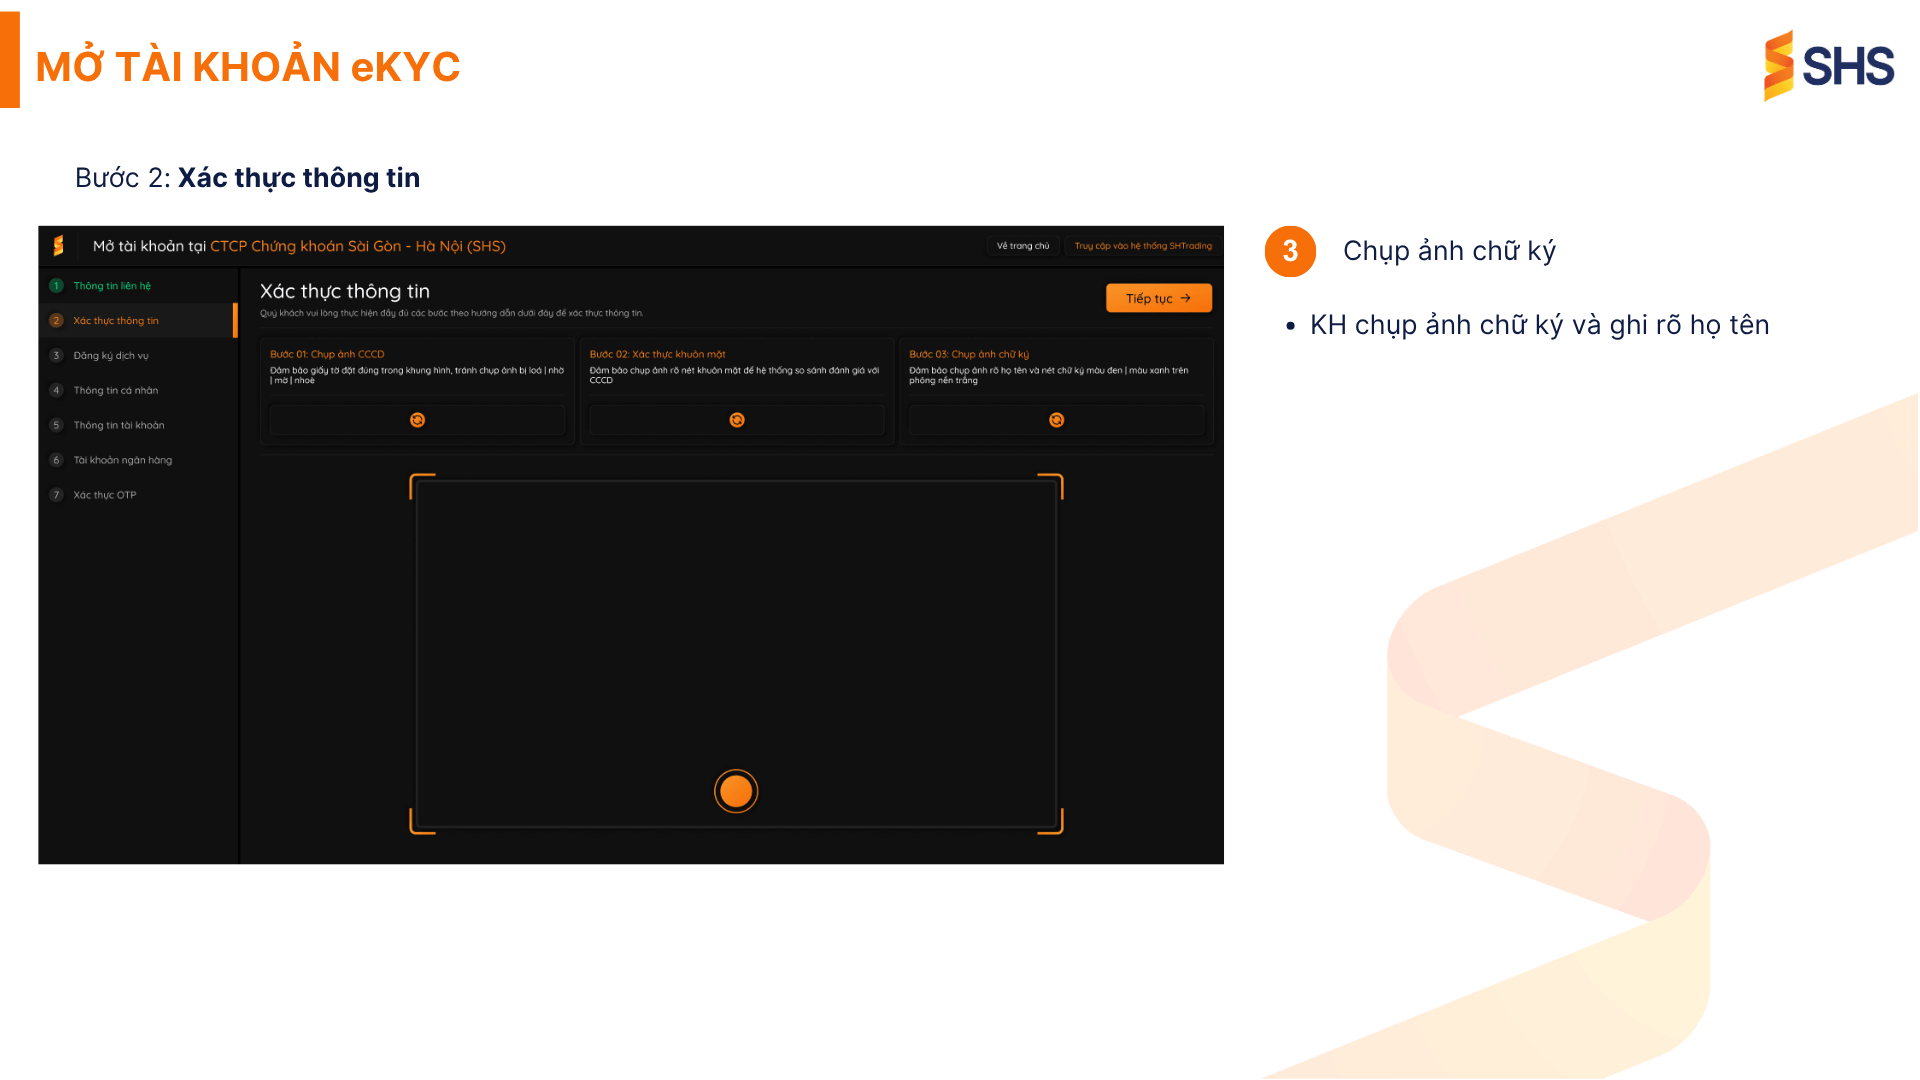 MỞ TÀI KHOẢN eKYC
SHS
Bước 2: Xác thực thông tin
Mở tài khoản tại CTCP Chứng khoán Sài Gòn - Hà Nội (SHS)
Về trang chủ
Truy cập vào hệ thống SHTrading
1 Thông tin liên hệ
2 Xác thực thông tin
3 Đăng ký dịch vụ
4 Thông tin cá nhân
5 Thông tin tài khoản
6 Tài khoản ngân hàng
7 Xác thực OTP
Xác thực thông tin
Quý khách vui lòng thực hiện đầy đủ các bước theo hướng dẫn dưới đây để xác thực thông tin.
Tiếp tục →
Bước 01: Chụp ảnh CCCD
Đảm bảo giấy tờ đặt đúng trong khung hình, tránh chụp ảnh bị loá | nhờ
| mờ | nhoè
Bước 02: Xác thực khuôn mặt
Đảm bảo chụp ảnh rõ nét khuôn mặt để hệ thống so sánh đánh giá với
CCCD
Bước 03: Chụp ảnh chữ ký
Đảm bảo chụp ảnh rõ họ tên và nét chữ ký màu đen | màu xanh trên
phông nền trắng
3 Chụp ảnh chữ ký
• KH chụp ảnh chữ ký và ghi rõ họ tên